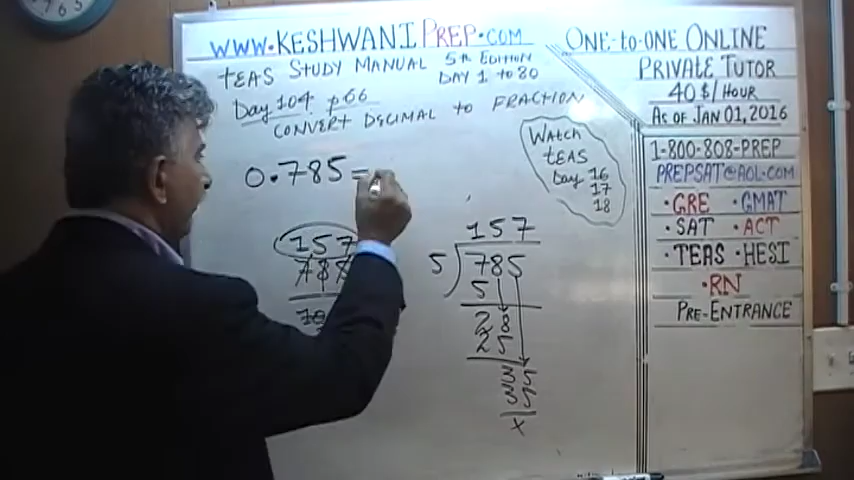 www.KESHWANIPREP.COM
TEAS STUDY MANUAL 5th EDITION
DAY 1 TO 80
Day 104 p66
CONVERT DECIMAL TO FRACTION
WATCH
TEAS
Day 16
17
18
0.785 =
157
785
10
157
5 785
5
28
25
35
35
x
ONE-TO-ONE ONLINE
PRIVATE TUTOR
40$/HOUR
AS OF JAN 01, 2016
1-800-808-PREP
PREPSAT@AOL.COM
•GRE •GMAT
•SAT •ACT
•TEAS •HESI
•RN
PRE-ENTRANCE